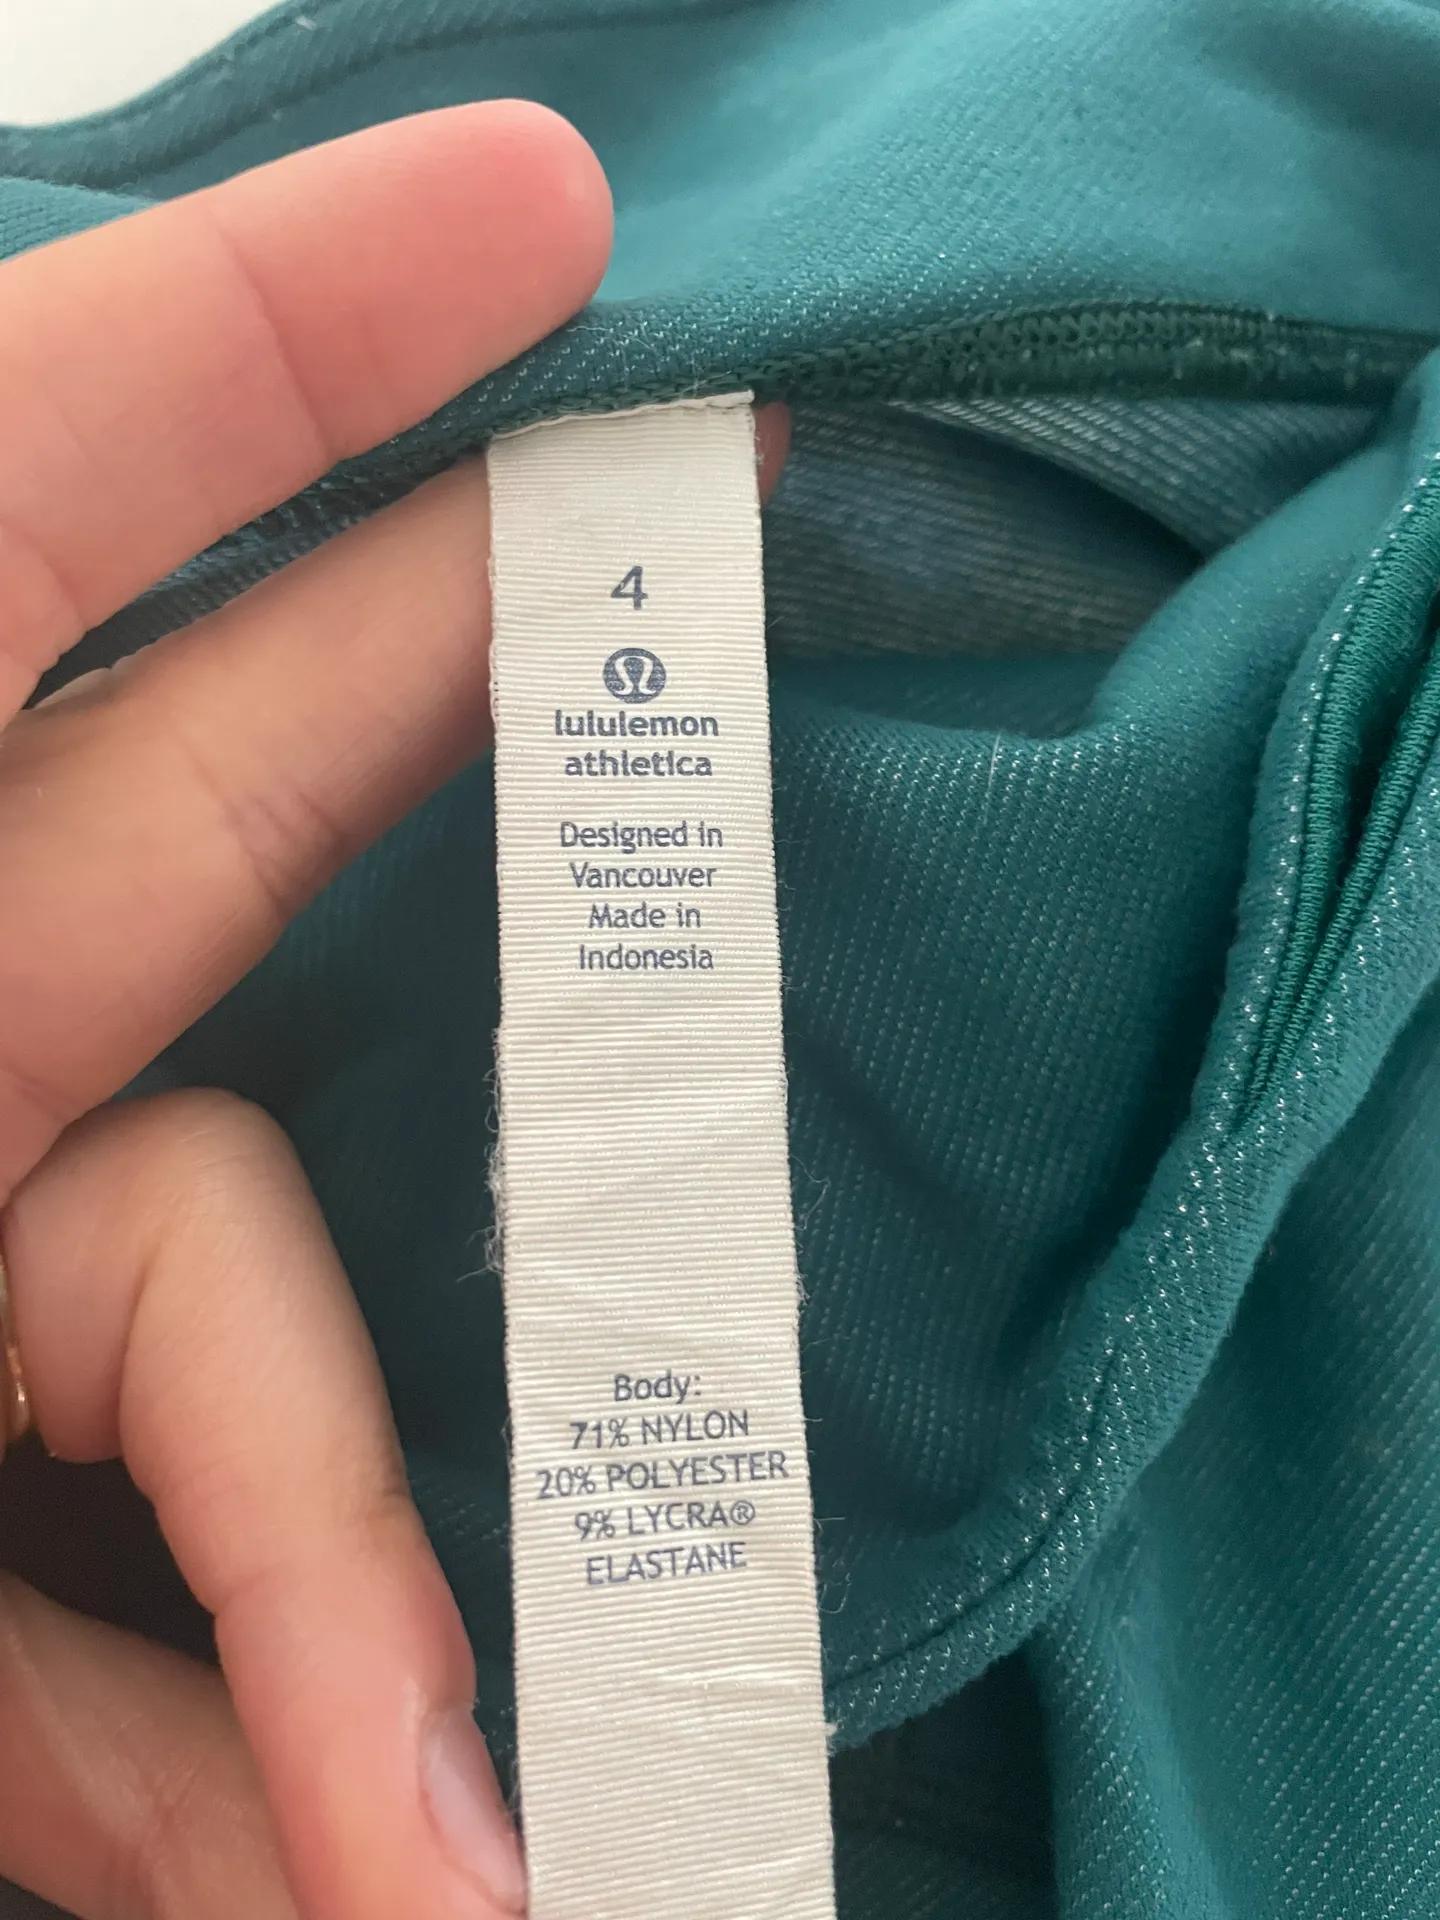 4
lululemon
athletica
Designed in
Vancouver
Made in
Indonesia
Body:
71% NYLON
20% POLYESTER
9% LYCRA®
ELASTANE